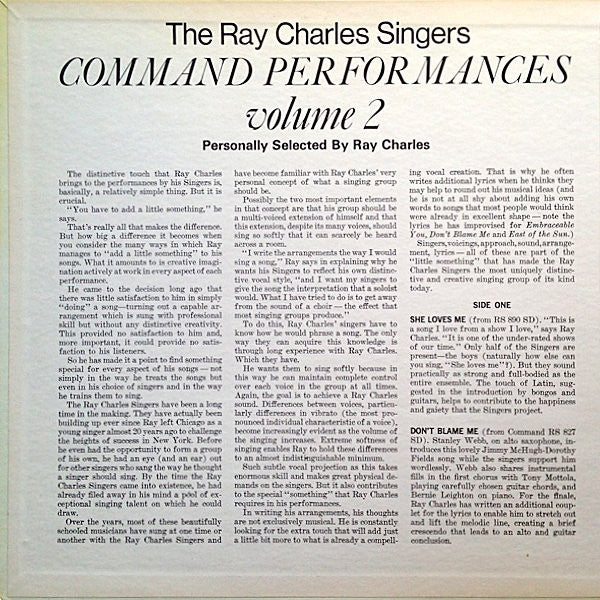 The Ray Charles Singers
COMMAND PERFORMANCES
volume 2
Personally Selected By Ray Charles
The distinctive touch that Ray Charles
brings to the performances by his Singers is,
basically, a relatively simple thing. But it is
crucial.
"You have to add a little something," he
says.
That's really all that makes the difference.
But how big a difference it becomes when
you consider the many ways in which Ray
manages to "add a little something" to his
songs. What it amounts to is creative imagi-
nation actively at work in every aspect of each
performance.
He came to the decision long ago that
there was little satisfaction to him in simply
"doing" a song—turning out a capable ar-
rangement which is sung with professional
skill but without any distinctive creativity.
This provided no satisfaction to him and,
more important, it could provide no satis-
faction to his listeners.
So he has made it a point to find something
special for every aspect of his songs — not
simply in the way he treats the songs but
even in his choice of singers and in the way
he trains them to sing.
The Ray Charles Singers have been a long
time in the making. They have actually been
building up ever since Ray left Chicago as a
young singer almost 20 years ago to challenge
the heights of success in New York. Before
he even had the opportunity to form a group
of his own, he had an eye (and an ear) out
for other singers who sang the way he thought
a singer should sing. By the time the Ray
Charles Singers came into existence, he had
already filed away in his mind a pool of ex-
ceptional singing talent on which he could
draw.
Over the years, most of these beautifully
schooled musicians have sung at one time or
another with the Ray Charles Singers and
have become familiar with Ray Charles' very
personal concept of what a singing group
should be.
Possibly the two most important elements
in that concept are that his group should be
a multi-voiced extension of himself and that
this extension, despite its many voices, should
sing so softly that it can scarcely be heard
across a room.
"I write the arrangements the way I would
sing a song," Ray says in explaining why he
wants his Singers to reflect his own distinc-
tive vocal style, "and I want my singers to
give the song the interpretation that a soloist
would. What I have tried to do is to get away
from the sound of a choir — the effect that
most singing groups produce."
To do this, Ray Charles' singers have to
know how he would phrase a song. The only
way they can acquire this knowledge is
through long experience with Ray Charles.
Which they have.
He wants them to sing softly because in
this way he can maintain complete control
over each voice in the group at all times.
Again, the goal is to achieve a Ray Charles
sound. Differences between voices, particu-
larly differences in vibrato (the most pro-
nounced individual characteristic of a voice),
become increasingly evident as the volume of
the singing increases. Extreme softness of
singing enables Ray to hold these differences
to an almost indistinguishable minimum.
Such subtle vocal projection as this takes
enormous skill and makes great physical de-
mands on the singers. But it also contributes
to the special "something" that Ray Charles
requires in his performances.
In writing his arrangements, his thoughts
are not exclusively musical. He is constantly
looking for the extra touch that will add just
a little bit more to what is already a compell-
ing vocal creation. That is why he often
writes additional lyrics when he thinks they
may help to round out his musical ideas (and
he is not at all shy about adding his own
words to songs that most people would think
were already in excellent shape — note the
lyrics he has improvised for Embraceable
You, Don't Blame Me and East of the Sun.)
Singers, voicings, approach, sound, arrange-
ment, lyrics — all of these are part of the
"little something" that has made the Ray
Charles Singers the most uniquely distinc-
tive and creative singing group of its kind
today.
SIDE ONE
SHE LOVES ME (from RS 890 SD). "This is
a song I love from a show I love," says Ray
Charles. "It is one of the under-rated shows
of our time." Only half of the Singers are
present—the boys (naturally how else can
you sing, "She loves me"?). But they sound
practically as strong and full-bodied as the
entire ensemble. The touch of Latin, sug-
gested in the introduction by bongos and
guitars, helps to contribute to the happiness
and gaiety that the Singers project.
DON'T BLAME ME (from Command RS 827
SD). Stanley Webb, on alto saxophone, in-
troduces this lovely Jimmy McHugh-Dorothy
Fields song while the singers support him
wordlessly. Webb also shares instrumental
fills in the first chorus with Tony Mottola,
playing carefully chosen guitar chords, and
Bernie Leighton on piano. For the finale,
Ray Charles has written an additional coup-
let for the lyrics to enable him to stretch out
and lift the melodic line, creating a brief
crescendo that leads to an alto and guitar
conclusion.